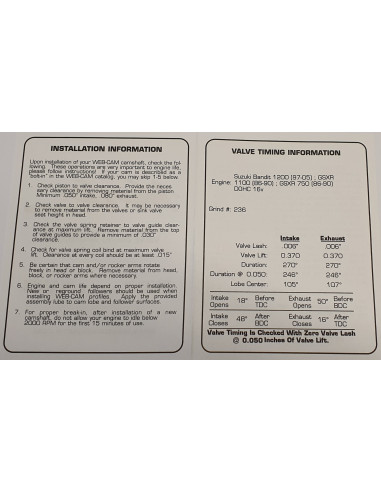 INSTALLATION INFORMATION
Upon installation of your WEB-CAM camshaft, check the fol-
lowing. These operations are very important to engine life,
please follow instructions! If your cam is described as a
"bolt-in" in the WEB-CAM catalog, you may skip 1-5 below.
1. Check piston to valve clearance. Provide the neces
sary clearance by removing material from the piston
Minimum .050" intake, .080" exhaust.
2. Check valve to valve clearance. It may be necessary
to remove material from the valves or sink valve
seat height in head.
3. Check the valve spring retainer to valve guide clear-
ance at maximum lift. Remove material from the top
of valve guides to provide a minimum of .030"
clearance.
4. Check for valve spring coil bind at maximum valve
lift. Clearance at every coil should be at least .015"
5. Be certain that cam and/or rocker arms rotate
freely in head or block. Remove material from head,
block, or rocker arms where necessary.
6. Engine and cam life depend on proper installation.
New or reground followers should be used when
installing WEB-CAM profiles. Apply the provided
assembly lube to cam lobe and follower surfaces.
7. For proper break-in, after installation of a new
camshaft, do not allow your engine to idle below
2000 RPM for the first 15 minutes of use.
VALVE TIMING INFORMATION
Suzuki Bandit 1200 (97-05) ; GSXR
Engine: 1100 (86-90) ; GSXR 750 (86-90)
DOHC 16v
Grind #: 236
Intake Exhaust
Valve Lash: .006" .006"
Valve Lift: 0.370 0.370
Duration: 270° 270°
Duration @ 0.050: 246° 246°
Lobe Center: 105° 107°
Intake Opens 18° Before TDC Exhaust Opens 50° Before BDC
Intake Closes 48° After BDC Exhaust Closes 16° After TDC
Valve Timing Is Checked With Zero Valve Lash
@ 0.050 Inches Of Valve Lift.